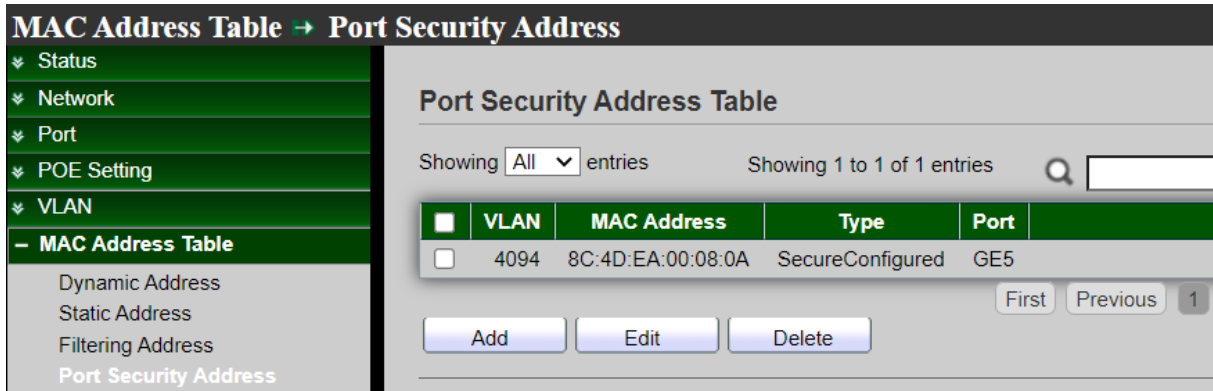 MAC Address Table → Port Security Address
Status
Network
Port
POE Setting
VLAN
MAC Address Table
Dynamic Address
Static Address
Filtering Address
Port Security Address
Port Security Address Table
Showing All entries
Showing 1 to 1 of 1 entries
VLAN MAC Address Type Port
4094 8C:4D:EA:00:08:0A SecureConfigured GE5
First Previous 1
Add Edit Delete